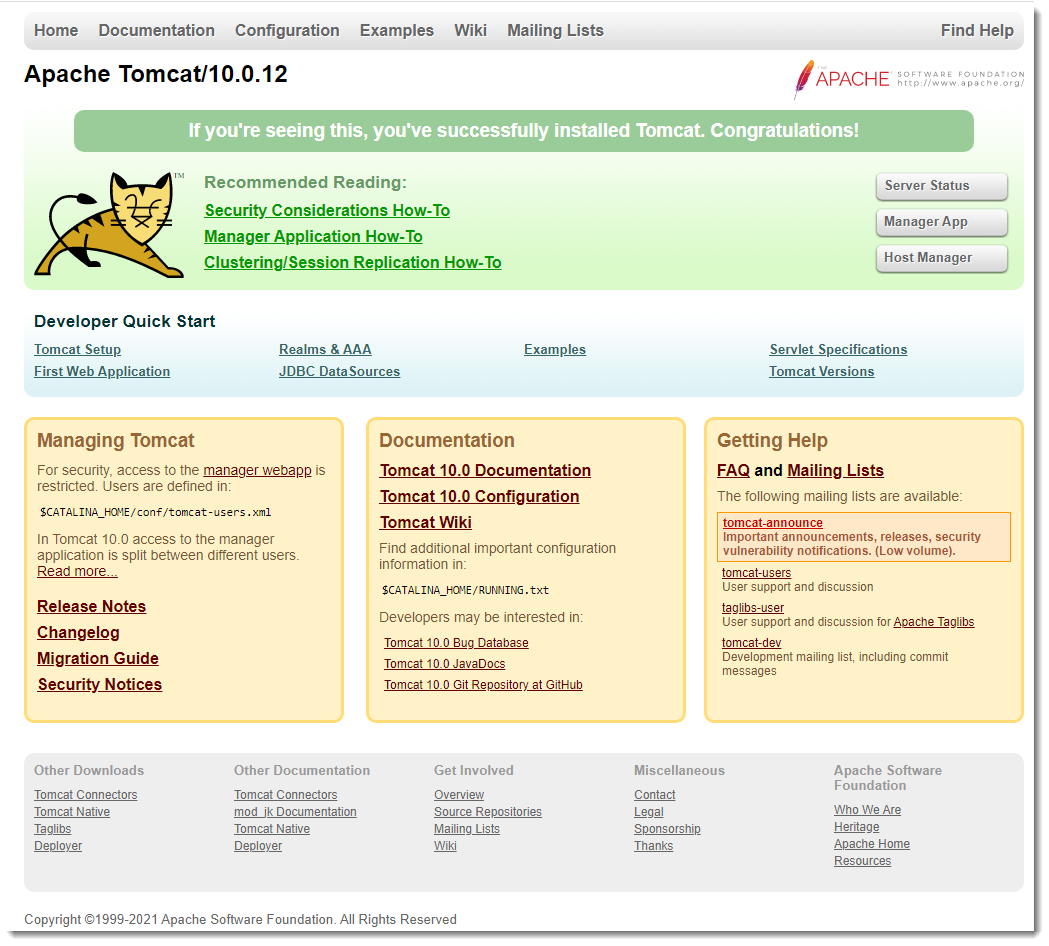 Home Documentation Configuration Examples Wiki Mailing Lists Find Help
Apache Tomcat/10.0.12
THE
APACHE
SOFTWARE FOUNDATION
http://www.apache.org/
If you're seeing this, you've successfully installed Tomcat. Congratulations!
TM
Recommended Reading:
Security Considerations How-To
Manager Application How-To
Clustering/Session Replication How-To
Server Status
Manager App
Host Manager
Developer Quick Start
Tomcat Setup
First Web Application
Realms & AAA
JDBC DataSources
Examples
Servlet Specifications
Tomcat Versions
Managing Tomcat
For security, access to the manager webapp is
restricted. Users are defined in:
$CATALINA_HOME/conf/tomcat-users.xml
In Tomcat 10.0 access to the manager
application is split between different users.
Read more...
Release Notes
Changelog
Migration Guide
Security Notices
Documentation
Tomcat 10.0 Documentation
Tomcat 10.0 Configuration
Tomcat Wiki
Find additional important configuration
information in:
$CATALINA_HOME/RUNNING.txt
Developers may be interested in:
Tomcat 10.0 Bug Database
Tomcat 10.0 JavaDocs
Tomcat 10.0 Git Repository at GitHub
Getting Help
FAQ and Mailing Lists
The following mailing lists are available:
tomcat-announce
Important announcements, releases, security
vulnerability notifications. (Low volume).
tomcat-users
User support and discussion
taglibs-user
User support and discussion for Apache Taglibs
tomcat-dev
Development mailing list, including commit
messages
Other Downloads
Tomcat Connectors
Tomcat Native
Taglibs
Deployer
Other Documentation
Tomcat Connectors
mod_jk Documentation
Tomcat Native
Deployer
Get Involved
Overview
Source Repositories
Mailing Lists
Wiki
Miscellaneous
Contact
Legal
Sponsorship
Thanks
Apache Software
Foundation
Who We Are
Heritage
Apache Home
Resources
Copyright ©1999-2021 Apache Software Foundation. All Rights Reserved